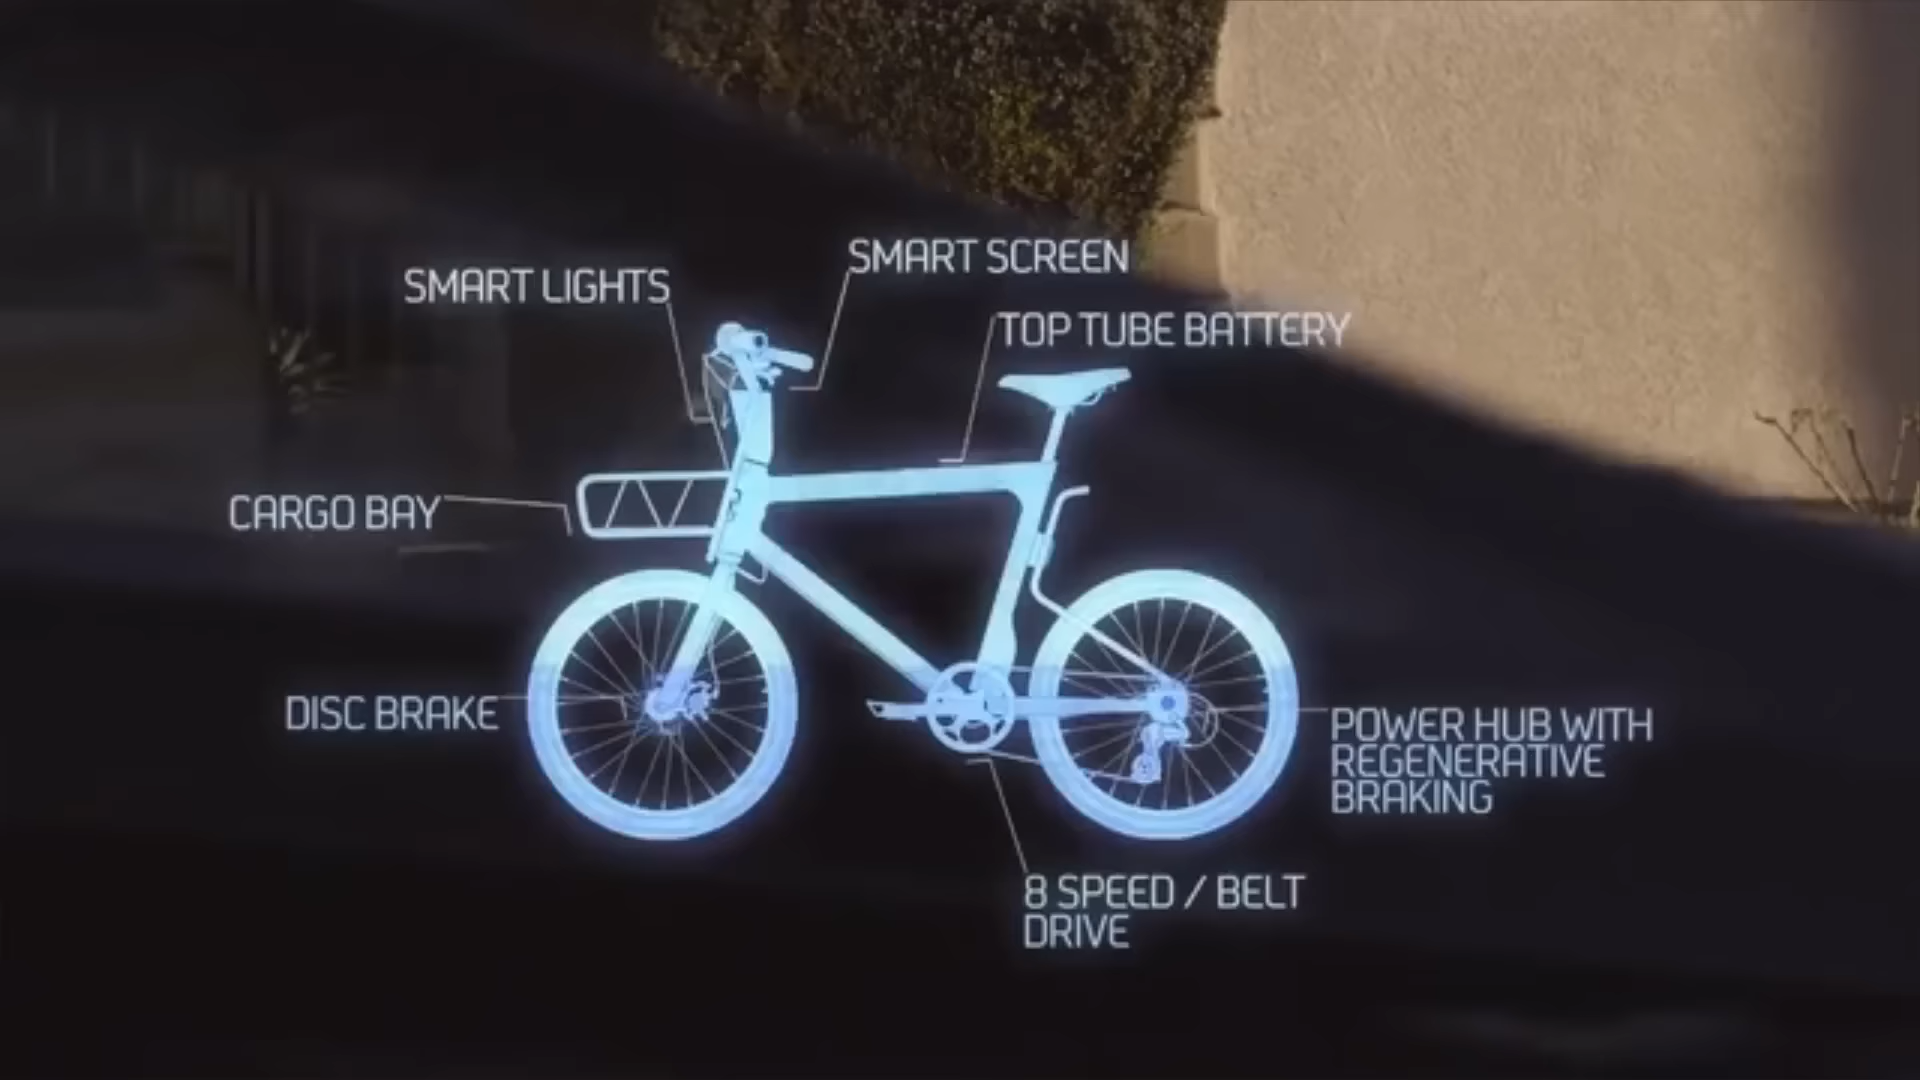 SMART SCREEN
SMART LIGHTS
TOP TUBE BATTERY
CARGO BAY
DISC BRAKE
POWER HUB WITH
REGENERATIVE
BRAKING
8 SPEED / BELT
DRIVE